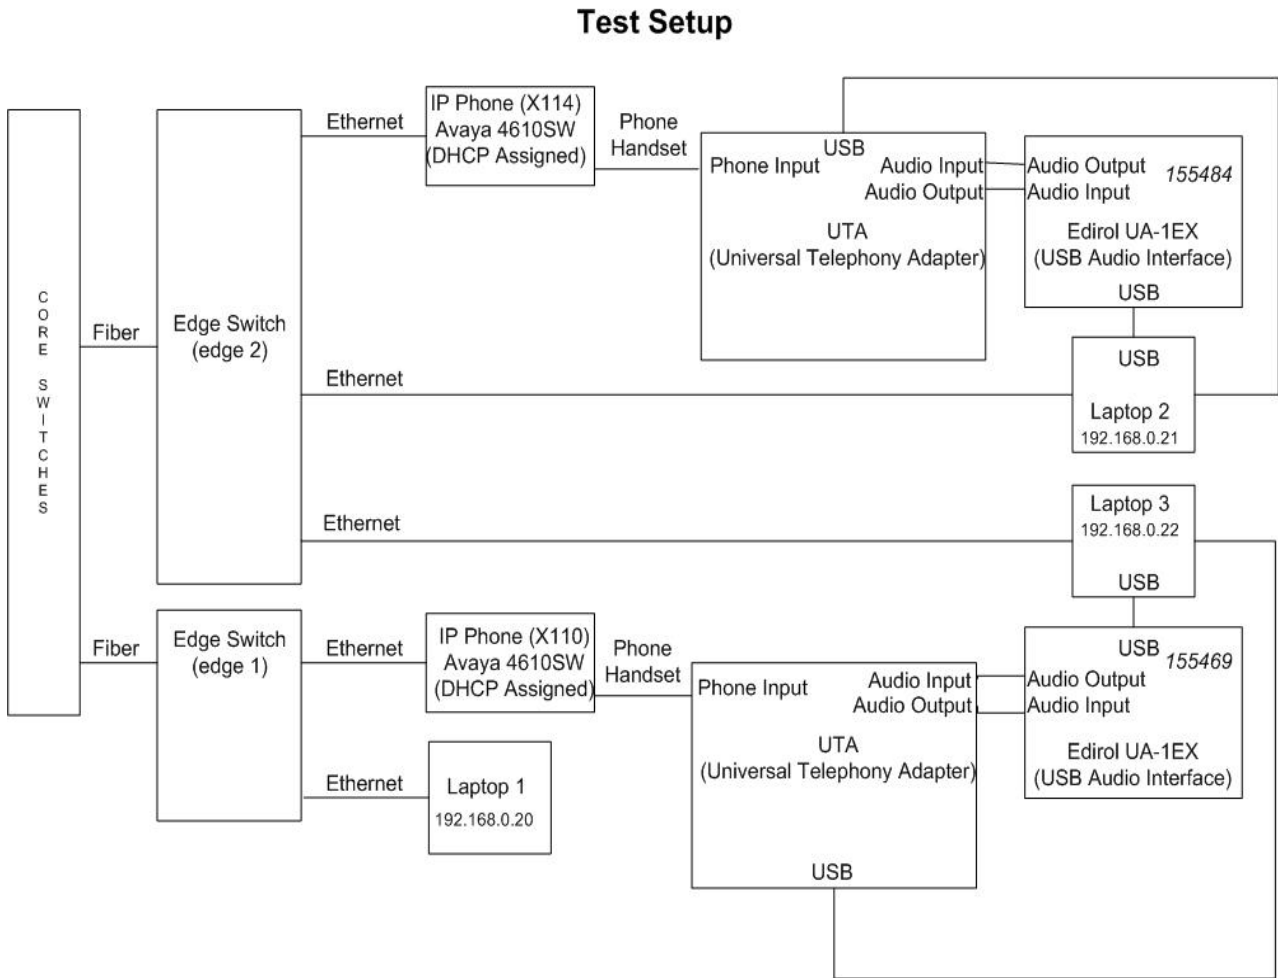 Test Setup
CORE SWITCHES
Fiber
Edge Switch
(edge 2)
Ethernet
IP Phone (X114)
Avaya 4610SW
(DHCP Assigned)
Phone
Handset
USB
Phone Input
Audio Input
Audio Output
UTA
(Universal Telephony Adapter)
Audio Output
Audio Input
155484
Edirol UA-1EX
(USB Audio Interface)
USB
Ethernet
USB
Laptop 2
192.168.0.21
Ethernet
Laptop 3
192.168.0.22
USB
Fiber
Edge Switch
(edge 1)
Ethernet
IP Phone (X110)
Avaya 4610SW
(DHCP Assigned)
Phone
Handset
Phone Input
Audio Input
Audio Output
UTA
(Universal Telephony Adapter)
USB
USB
155469
Audio Output
Audio Input
Edirol UA-1EX
(USB Audio Interface)
Ethernet
Laptop 1
192.168.0.20